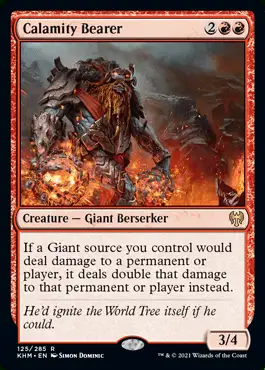 Calamity Bearer 2
Creature — Giant Berserker
If a Giant source you control would
deal damage to a permanent or
player, it deals double that damage
to that permanent or player instead.
He'd ignite the World Tree itself if he
could.
3/4
125/285 R
KHM • EN SIMON DOMINIC ™ & © 2021 Wizards of the Coast